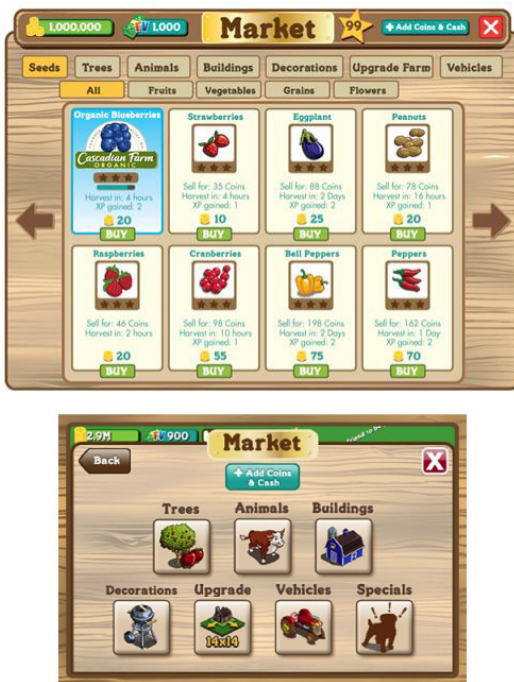 1,000,000
1,000
Market
99
+ Add Coins & Cash
X
Seeds
Trees
Animals
Buildings
Decorations
Upgrade Farm
Vehicles
All
Fruits
Vegetables
Grains
Flowers
Organic Blueberries
Cascadian Farm
ORGANIC
Harvest in: 4 hours
XP gained: 2
20
BUY
Strawberries
Sell for: 35 Coins
Harvest in: 4 hours
XP gained: 1
10
BUY
Eggplant
Sell for: 88 Coins
Harvest in: 2 Days
XP gained: 2
25
BUY
Peanuts
Sell for: 78 Coins
Harvest in: 16 hours
XP gained: 2
20
BUY
Raspberries
Sell for: 46 Coins
Harvest in: 2 hours
20
BUY
Cranberries
Sell for: 98 Coins
Harvest in: 10 hours
XP gained: 1
55
BUY
Bell Peppers
Sell for: 198 Coins
Harvest in: 2 Days
XP gained: 2
75
BUY
Peppers
Sell for: 162 Coins
Harvest in: 1 Day
XP gained: 2
70
BUY
2.9M
900
Market
Back
X
+ Add Coins
& Cash
Trees
Animals
Buildings
Decorations
Upgrade
14x14
Vehicles
Specials